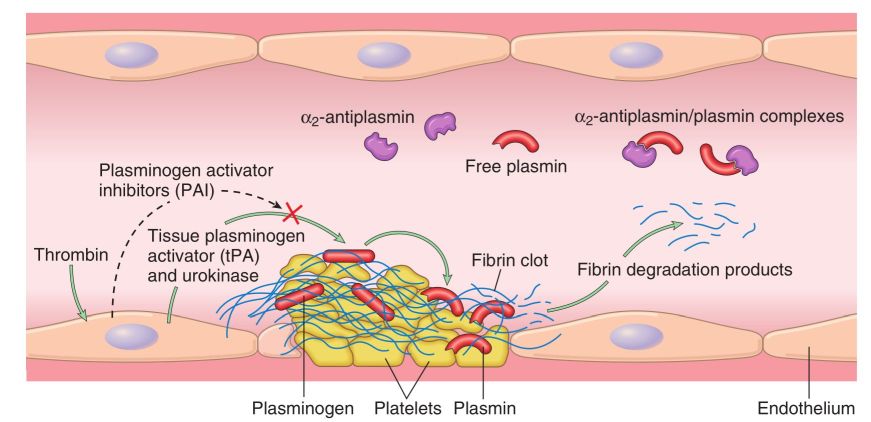 α₂-antiplasmin
α₂-antiplasmin/plasmin complexes
Free plasmin
Plasminogen activator
inhibitors (PAI)
Tissue plasminogen
activator (tPA)
and urokinase
Thrombin
Fibrin clot
Fibrin degradation products
Plasminogen
Platelets
Plasmin
Endothelium